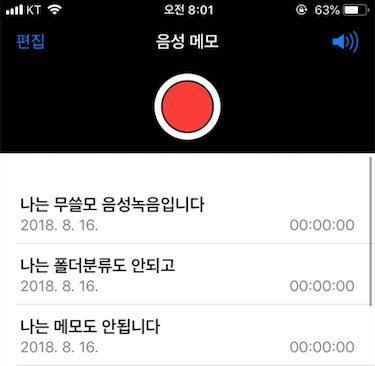 KT 오전 8:01 63%
편집 음성 메모
나는 무쓸모 음성녹음입니다
2018. 8. 16. 00:00:00
나는 폴더분류도 안되고
2018. 8. 16. 00:00:00
나는 메모도 안됩니다
2018. 8. 16. 00:00:00